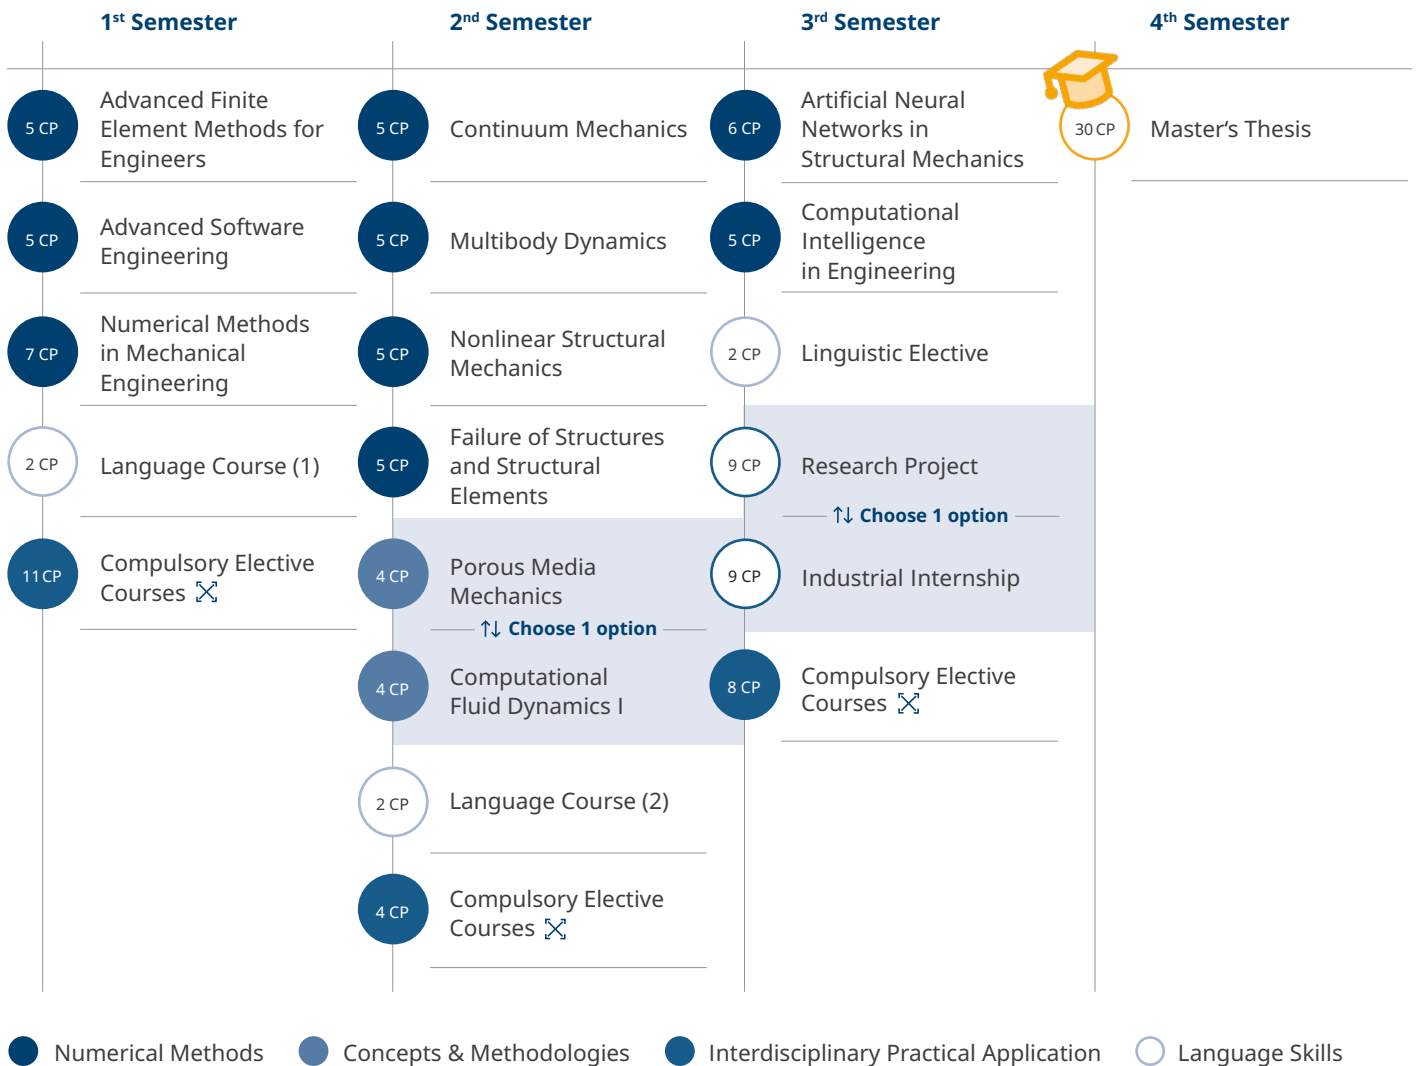 1st Semester
5 CP
Advanced Finite
Element Methods for
Engineers
5 CP
Advanced Software
Engineering
7 CP
Numerical Methods
in Mechanical
Engineering
2 CP
Language Course (1)
11 CP
Compulsory Elective
Courses
2nd Semester
5 CP
Continuum Mechanics
5 CP
Multibody Dynamics
5 CP
Nonlinear Structural
Mechanics
5 CP
Failure of Structures
and Structural
Elements
4 CP
Porous Media
Mechanics
↑↓ Choose 1 option
4 CP
Computational
Fluid Dynamics I
2 CP
Language Course (2)
4 CP
Compulsory Elective
Courses
3rd Semester
6 CP
Artificial Neural
Networks in
Structural Mechanics
5 CP
Computational
Intelligence
in Engineering
2 CP
Linguistic Elective
9 CP
Research Project
↑↓ Choose 1 option
9 CP
Industrial Internship
8 CP
Compulsory Elective
Courses
4th Semester
30 CP
Master‘s Thesis
Numerical Methods
Concepts & Methodologies
Interdisciplinary Practical Application
Language Skills